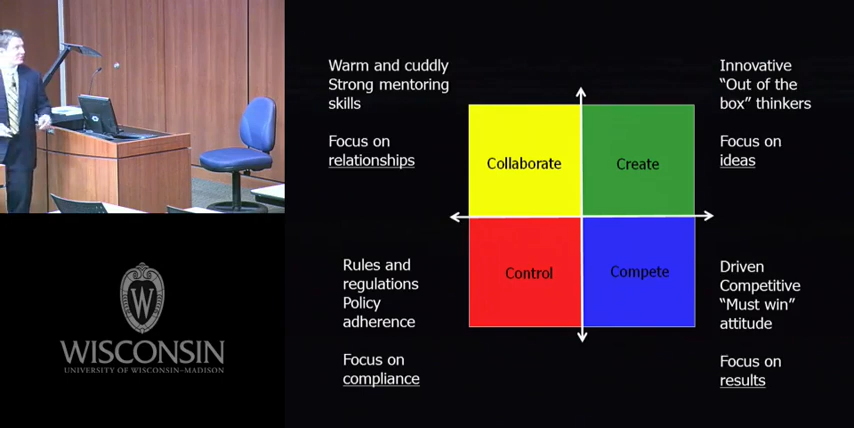 Warm and cuddly
Strong mentoring
skills
Focus on
relationships
Innovative
“Out of the
box” thinkers
Focus on
ideas
Collaborate
Create
Control
Compete
Rules and
regulations
Policy
adherence
Focus on
compliance
Driven
Competitive
“Must win”
attitude
Focus on
results
W
WISCONSIN
UNIVERSITY OF WISCONSIN–MADISON